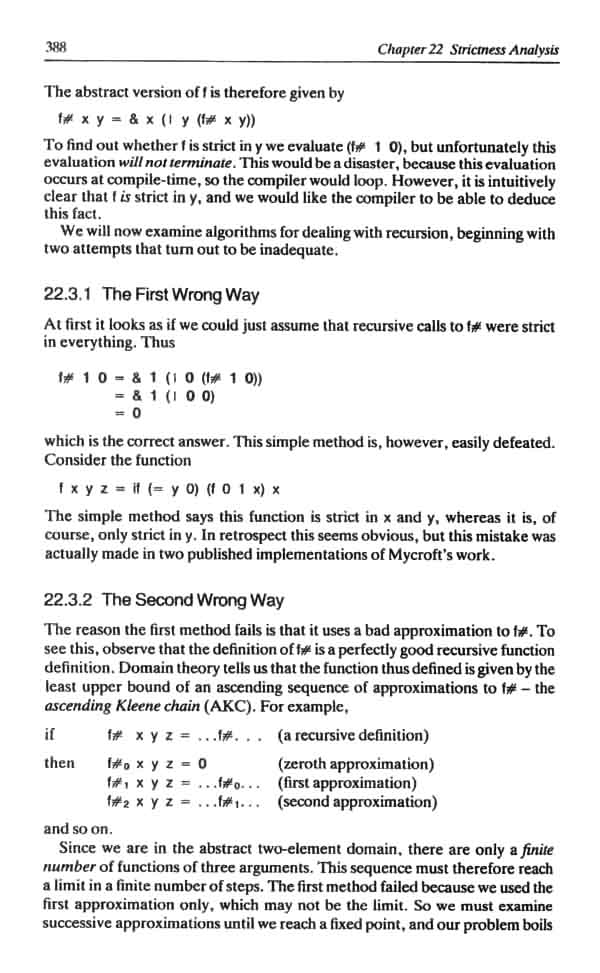 388
Chapter 22 Strictness Analysis
The abstract version of f is therefore given by
f# x y = & x (| y (f# x y))
To find out whether f is strict in y we evaluate (f# 1 0), but unfortunately this
evaluation will not terminate. This would be a disaster, because this evaluation
occurs at compile-time, so the compiler would loop. However, it is intuitively
clear that f is strict in y, and we would like the compiler to be able to deduce
this fact.
We will now examine algorithms for dealing with recursion, beginning with
two attempts that turn out to be inadequate.
22.3.1 The First Wrong Way
At first it looks as if we could just assume that recursive calls to f# were strict
in everything. Thus
f# 1 0 = & 1 (| 0 (f# 1 0))
= & 1 (| 0 0)
= 0
which is the correct answer. This simple method is, however, easily defeated.
Consider the function
f x y z = if (= y 0) (f 0 1 x) x
The simple method says this function is strict in x and y, whereas it is, of
course, only strict in y. In retrospect this seems obvious, but this mistake was
actually made in two published implementations of Mycroft's work.
22.3.2 The Second Wrong Way
The reason the first method fails is that it uses a bad approximation to f#. To
see this, observe that the definition of f# is a perfectly good recursive function
definition. Domain theory tells us that the function thus defined is given by the
least upper bound of an ascending sequence of approximations to f# – the
ascending Kleene chain (AKC). For example,
if f# x y z = ...f#. . . (a recursive definition)
then f#₀ x y z = 0 (zeroth approximation)
f#₁ x y z = ...f#₀... (first approximation)
f#₂ x y z = ...f#₁... (second approximation)
and so on.
Since we are in the abstract two-element domain, there are only a finite
number of functions of three arguments. This sequence must therefore reach
a limit in a finite number of steps. The first method failed because we used the
first approximation only, which may not be the limit. So we must examine
successive approximations until we reach a fixed point, and our problem boils